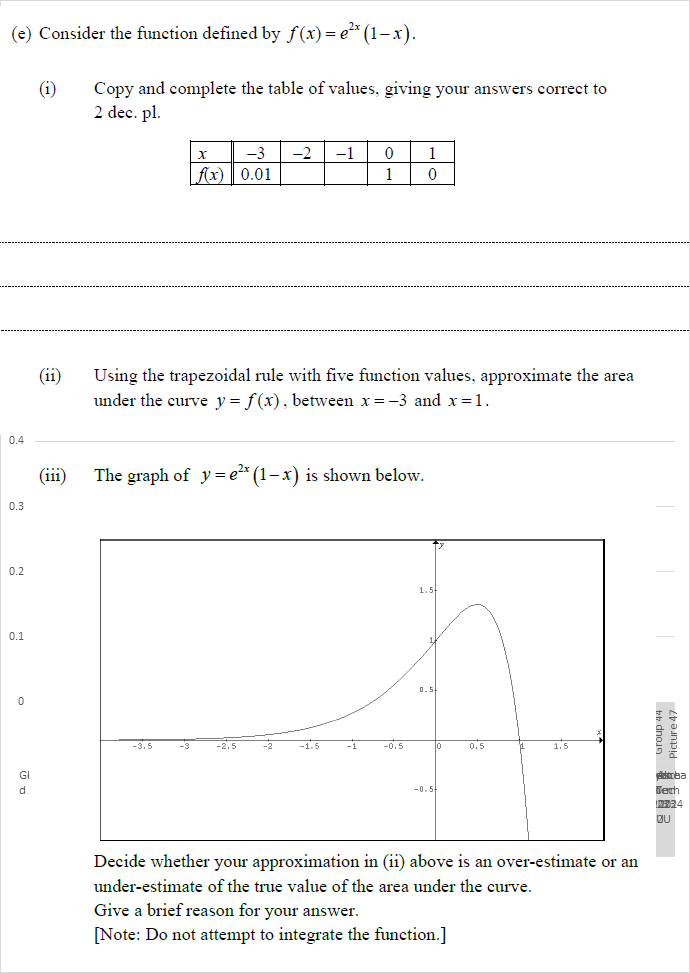 (e) Consider the function defined by f(x) = e^{2x}(1−x).
(i) Copy and complete the table of values, giving your answers correct to
2 dec. pl.
x −3 −2 −1 0 1
f(x) 0.01 1 0
(ii) Using the trapezoidal rule with five function values, approximate the area
under the curve y = f(x), between x = −3 and x = 1.
0.4
(iii) The graph of y = e^{2x}(1−x) is shown below.
0.3
0.2
0.1
0
y
1.5
1
0.5
x
-3.5 -3 -2.5 -2 -1.5 -1 -0.5 0 0.5 1 1.5
-0.5
Group 44
Picture 47
Gl
d
Decide whether your approximation in (ii) above is an over-estimate or an
under-estimate of the true value of the area under the curve.
Give a brief reason for your answer.
[Note: Do not attempt to integrate the function.]